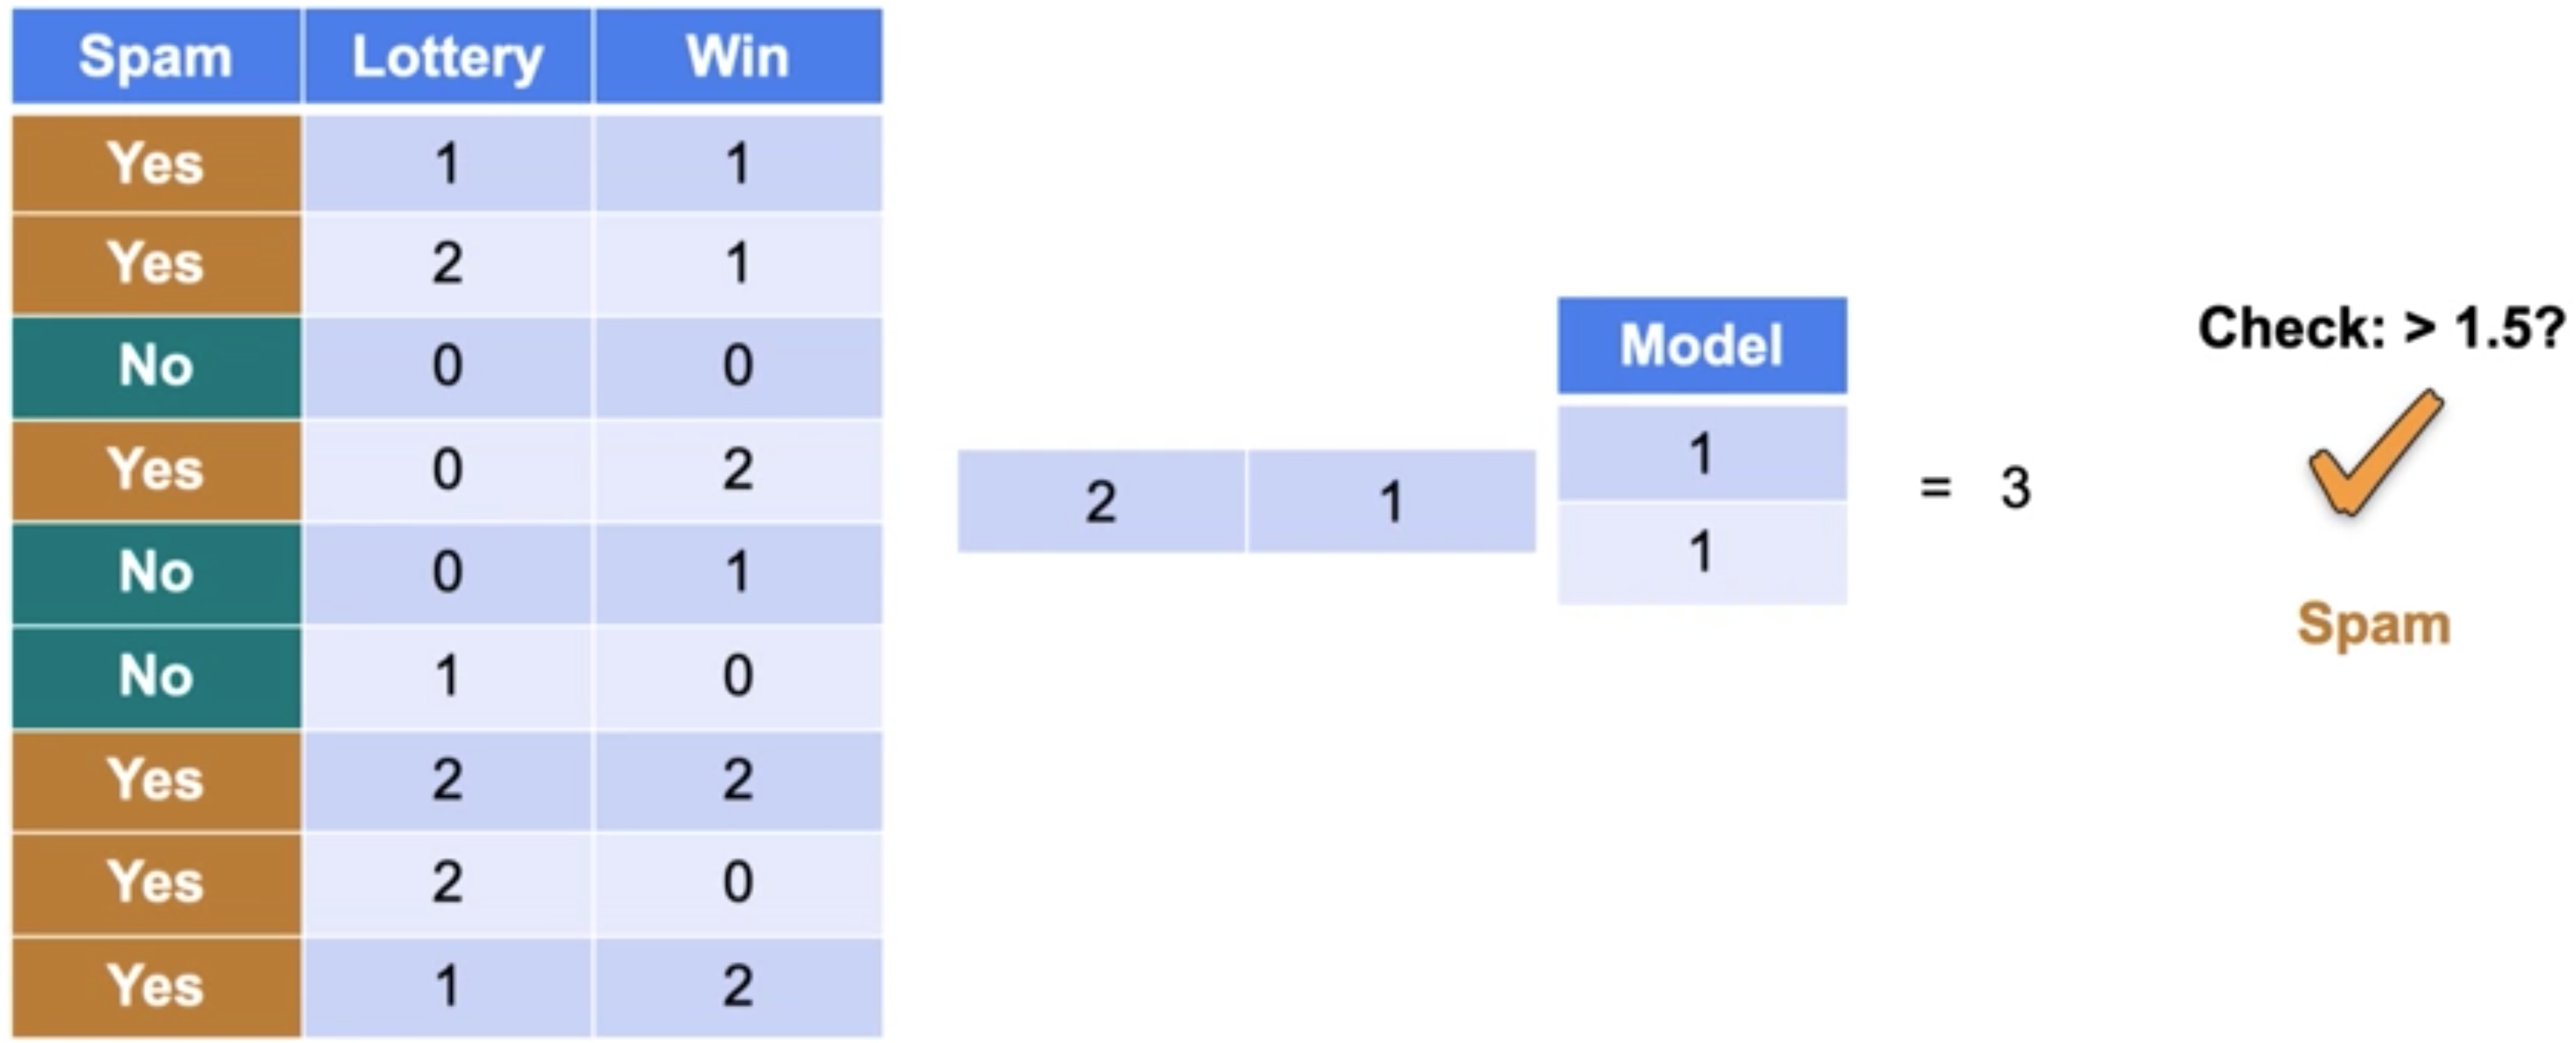 Spam Lottery Win
Yes 1 1
Yes 2 1
No 0 0
Yes 0 2
No 0 1
No 1 0
Yes 2 2
Yes 2 0
Yes 1 2
2 1
Model
1
1
= 3
Check: > 1.5?
Spam